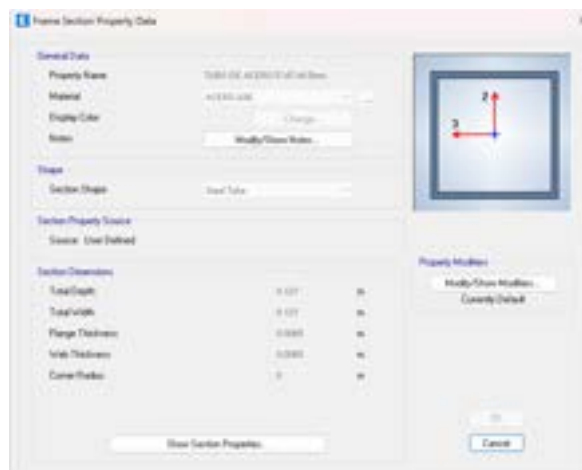 Frame Section Property Data
General Data
Property Name
Material
Display Color
Change...
Notes
Modify/Show Notes...
Shape
Section Shape
Steel Tube
Section Property Source
Source: User Defined
Section Dimensions
Total Depth m
Total Width m
Flange Thickness m
Web Thickness m
Corner Radius m
Show Section Properties...
2
3
Property Modifiers
Modify/Show Modifiers...
Currently Default
Cancel